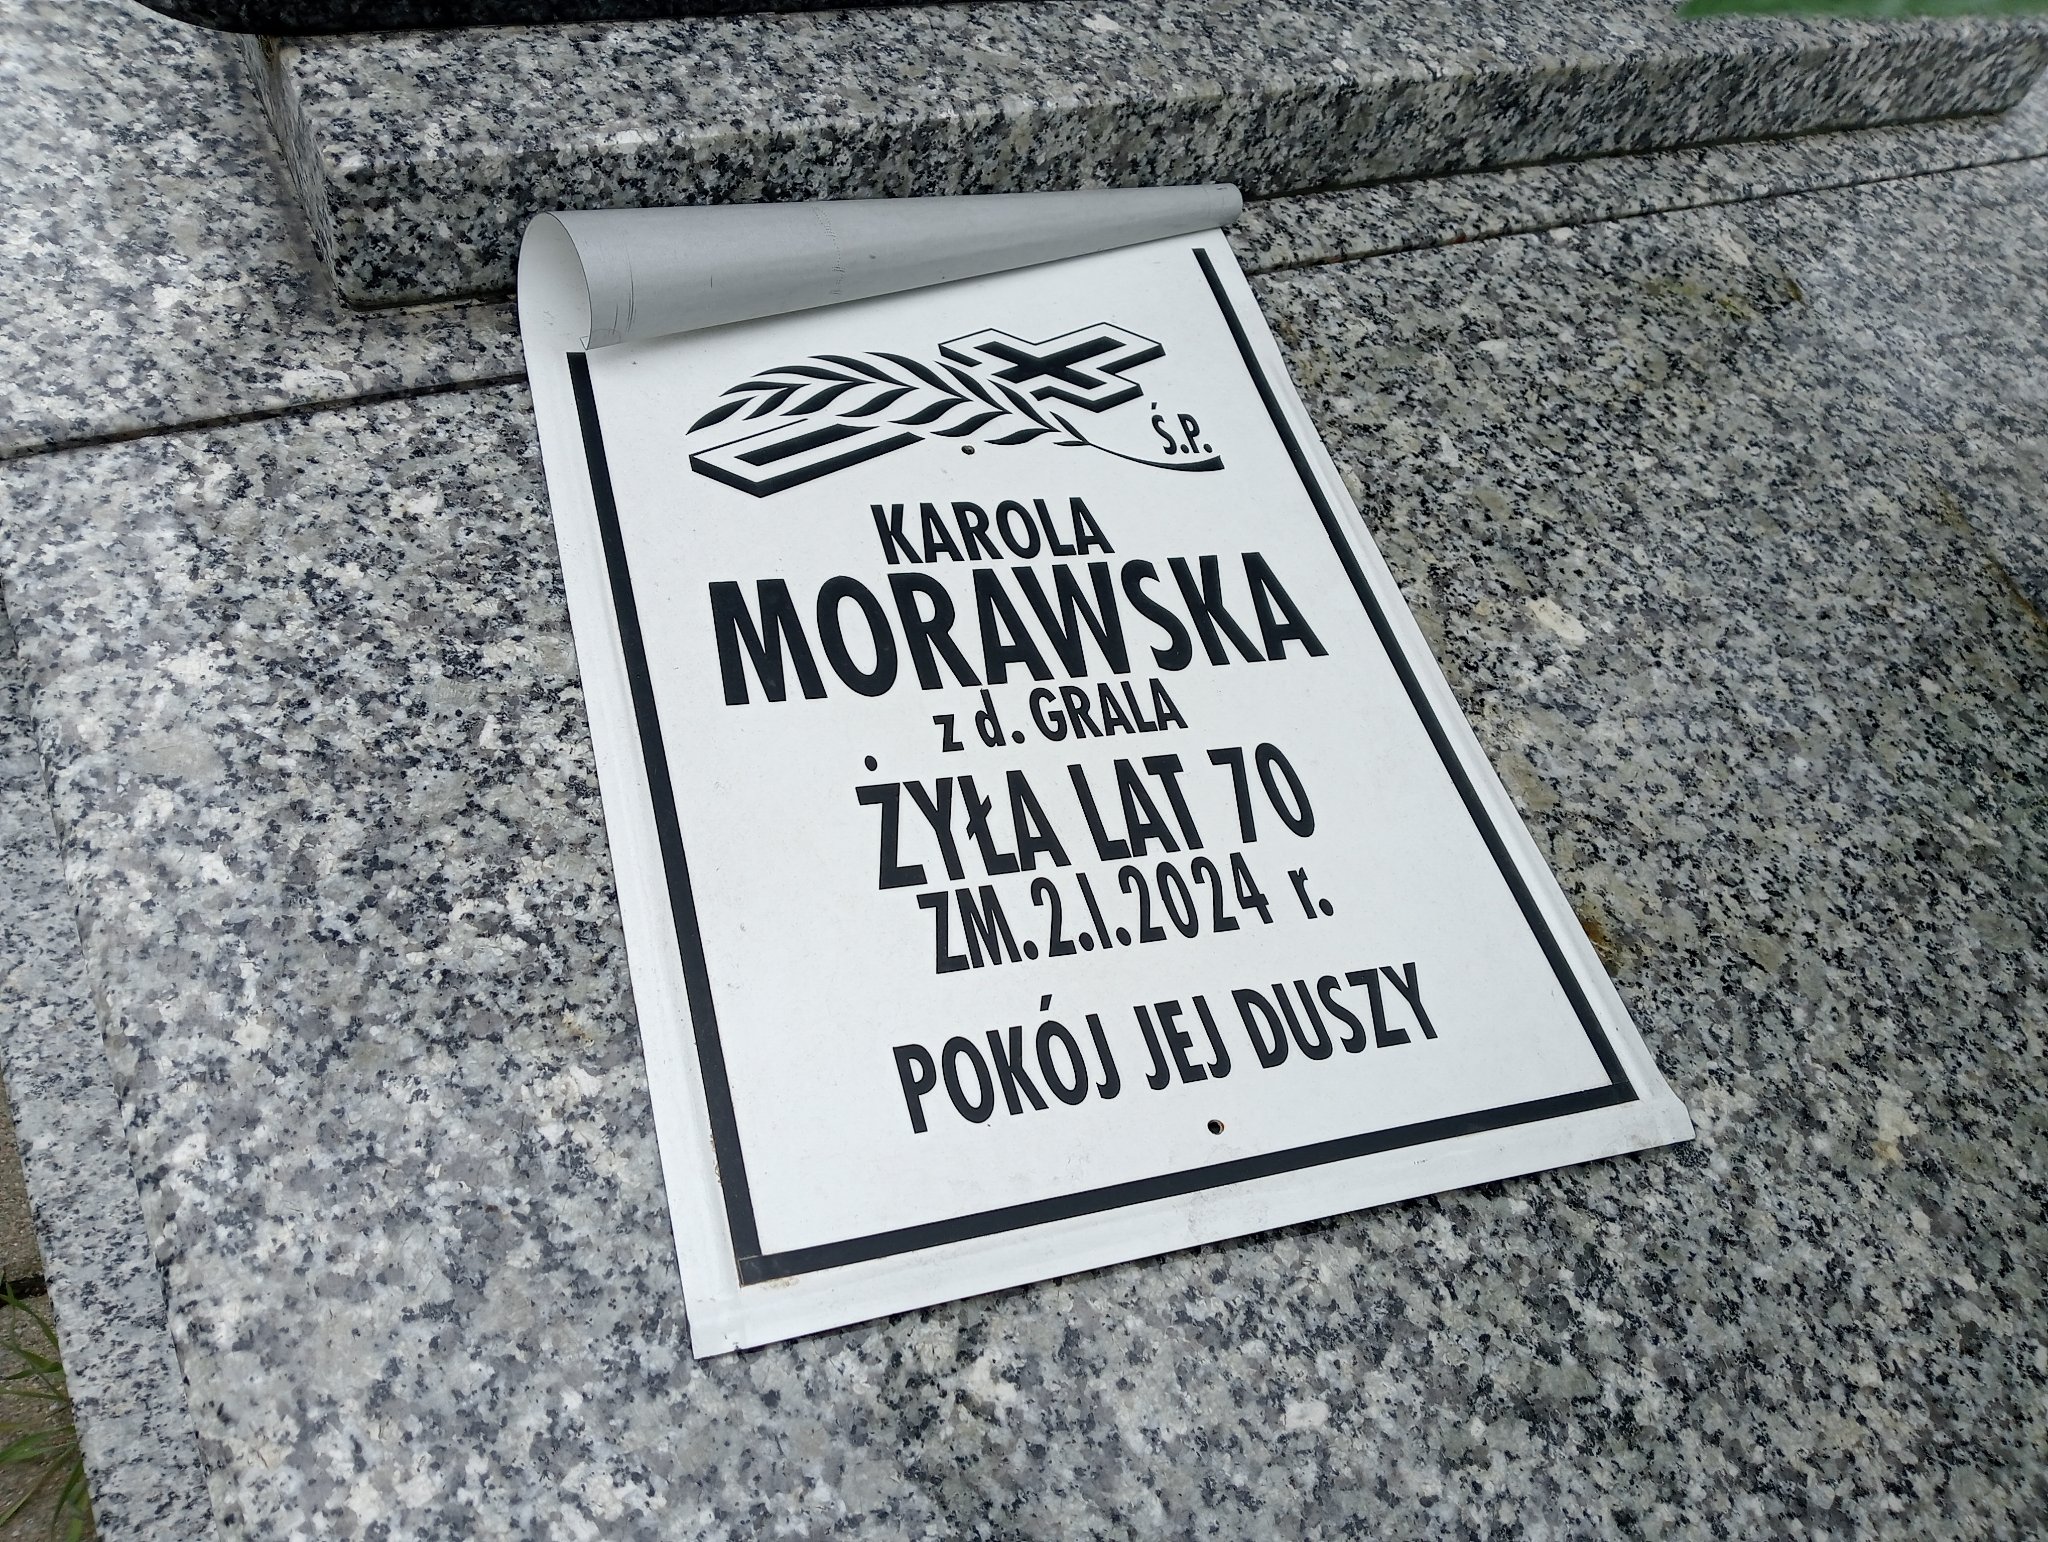 Ś.P.
KAROLA
MORAWSKA
z d. GRALA
ŻYŁA LAT 70
ZM. 2.I.2024 r.
POKÓJ JEJ DUSZY